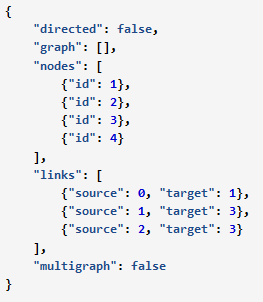 {
    "directed": false,
    "graph": [],
    "nodes": [
        {"id": 1},
        {"id": 2},
        {"id": 3},
        {"id": 4}
    ],
    "links": [
        {"source": 0, "target": 1},
        {"source": 1, "target": 3},
        {"source": 2, "target": 3}
    ],
    "multigraph": false
}